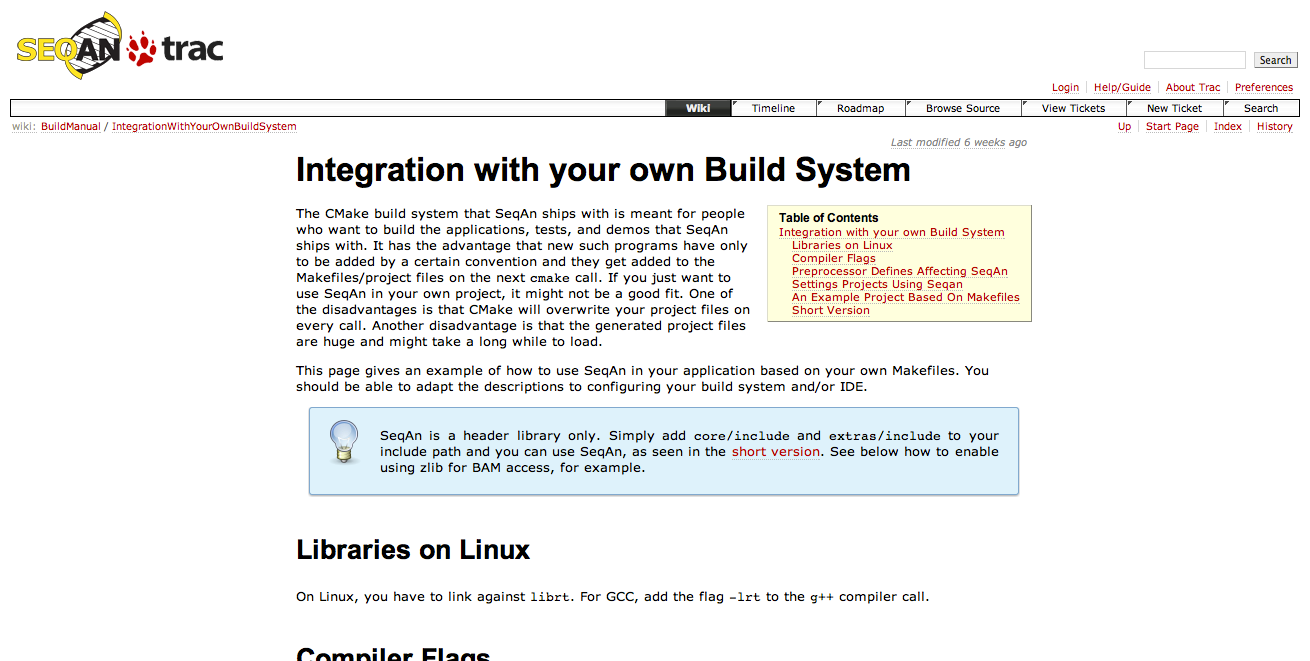 SEQAN trac
Search
Login Help/Guide About Trac Preferences
Wiki Timeline Roadmap Browse Source View Tickets New Ticket Search
wiki: BuildManual / IntegrationWithYourOwnBuildSystem
Up Start Page Index History
Last modified 6 weeks ago
Integration with your own Build System
The CMake build system that SeqAn ships with is meant for people
who want to build the applications, tests, and demos that SeqAn
ships with. It has the advantage that new such programs have only
to be added by a certain convention and they get added to the
Makefiles/project files on the next cmake call. If you just want to
use SeqAn in your own project, it might not be a good fit. One of
the disadvantages is that CMake will overwrite your project files on
every call. Another disadvantage is that the generated project files
are huge and might take a long while to load.
Table of Contents
Integration with your own Build System
Libraries on Linux
Compiler Flags
Preprocessor Defines Affecting SeqAn
Settings Projects Using Seqan
An Example Project Based On Makefiles
Short Version
This page gives an example of how to use SeqAn in your application based on your own Makefiles. You
should be able to adapt the descriptions to configuring your build system and/or IDE.
SeqAn is a header library only. Simply add core/include and extras/include to your
include path and you can use SeqAn, as seen in the short version. See below how to enable
using zlib for BAM access, for example.
Libraries on Linux
On Linux, you have to link against librt. For GCC, add the flag -lrt to the g++ compiler call.
Compiler Flags